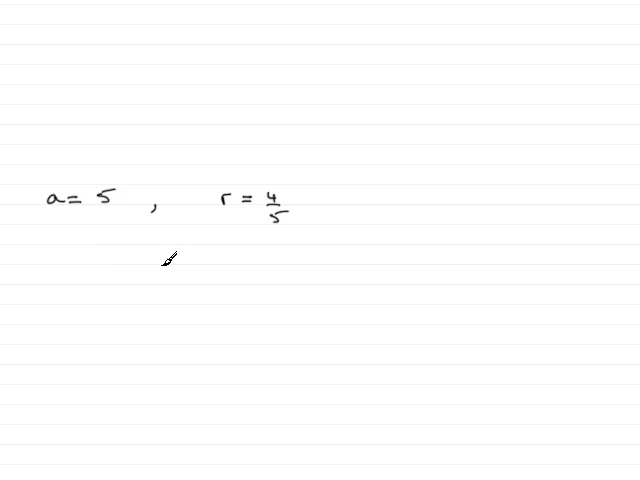 a = 5 , r = 4/5